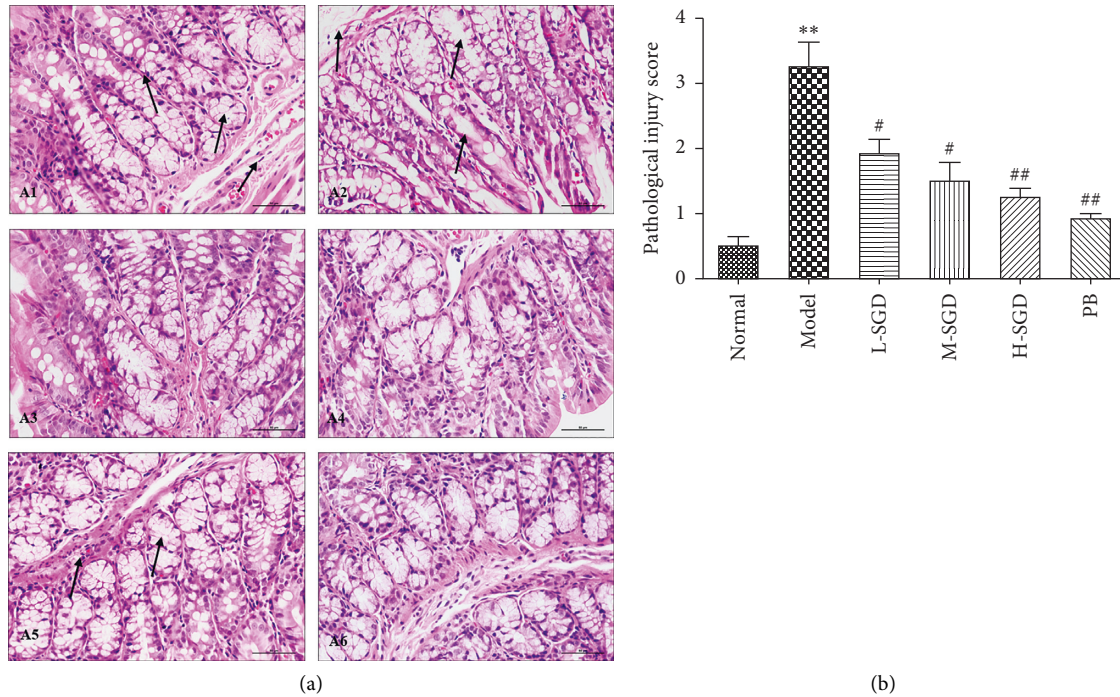 A1
A2
A3
A4
A5
A6
(a)
Pathological injury score
4
3
2
1
0
**
#
#
##
##
Normal
Model
L-SGD
M-SGD
H-SGD
PB
(b)